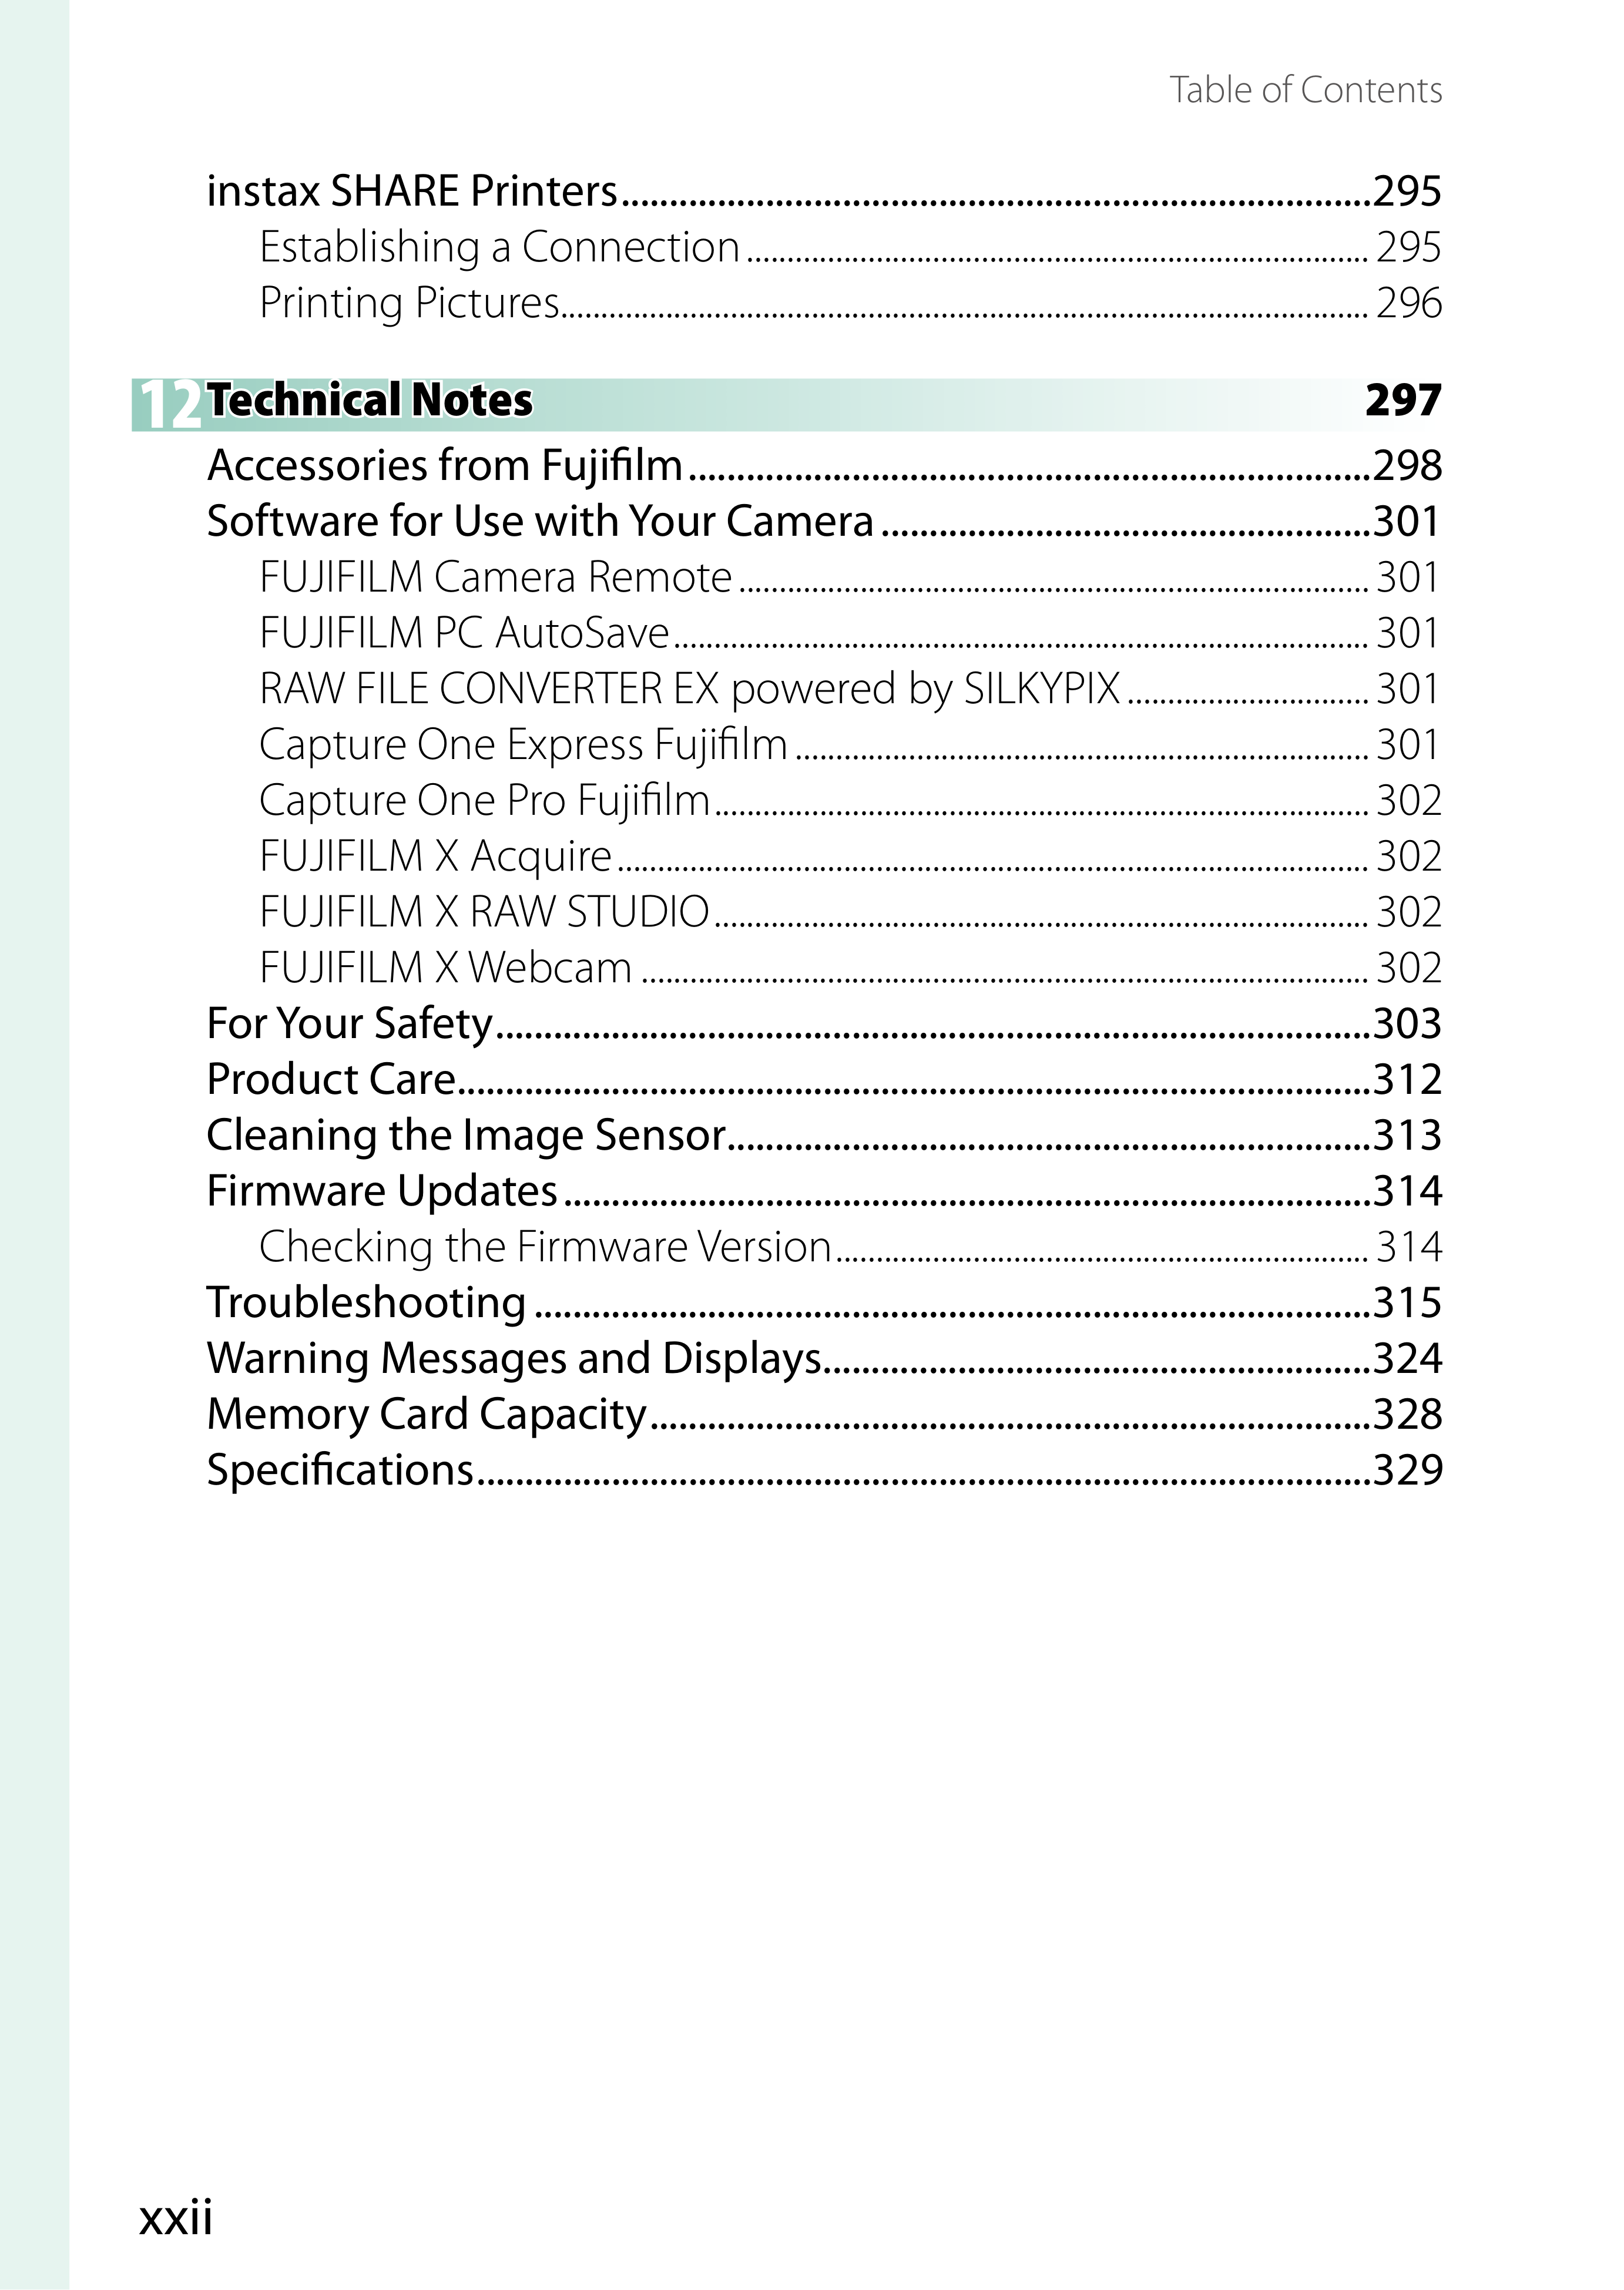 Table of Contents
instax SHARE Printers..............................................................................295
Establishing a Connection.............................................................................. 295
Printing Pictures..................................................................................................... 296
12 Technical Notes 297
Accessories from Fujifilm.......................................................................298
Software for Use with Your Camera...................................................301
FUJIFILM Camera Remote............................................................................... 301
FUJIFILM PC AutoSave....................................................................................... 301
RAW FILE CONVERTER EX powered by SILKYPIX.............................. 301
Capture One Express Fujifilm........................................................................ 301
Capture One Pro Fujifilm.................................................................................. 302
FUJIFILM X Acquire.............................................................................................. 302
FUJIFILM X RAW STUDIO.................................................................................. 302
FUJIFILM X Webcam........................................................................................... 302
For Your Safety...........................................................................................303
Product Care...............................................................................................312
Cleaning the Image Sensor...................................................................313
Firmware Updates....................................................................................314
Checking the Firmware Version................................................................... 314
Troubleshooting.......................................................................................315
Warning Messages and Displays.........................................................324
Memory Card Capacity...........................................................................328
Specifications.............................................................................................329
xxii